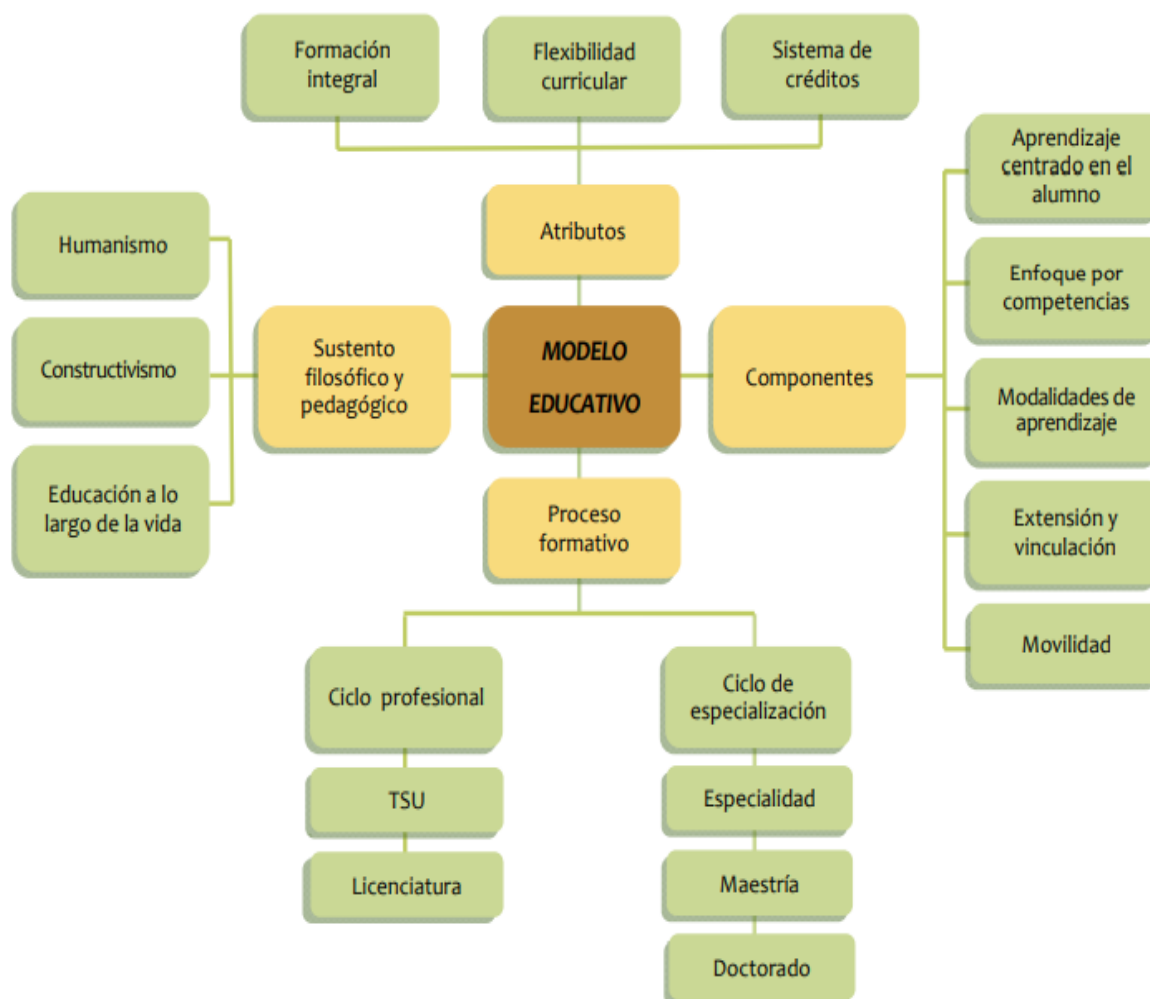 Formación
integral
Flexibilidad
curricular
Sistema de
créditos
Atributos
Humanismo
Constructivismo
Educación a lo
largo de la vida
Sustento
filosófico y
pedagógico
MODELO
EDUCATIVO
Componentes
Aprendizaje
centrado en el
alumno
Enfoque por
competencias
Modalidades de
aprendizaje
Extensión y
vinculación
Movilidad
Proceso
formativo
Ciclo profesional
TSU
Licenciatura
Ciclo de
especialización
Especialidad
Maestría
Doctorado